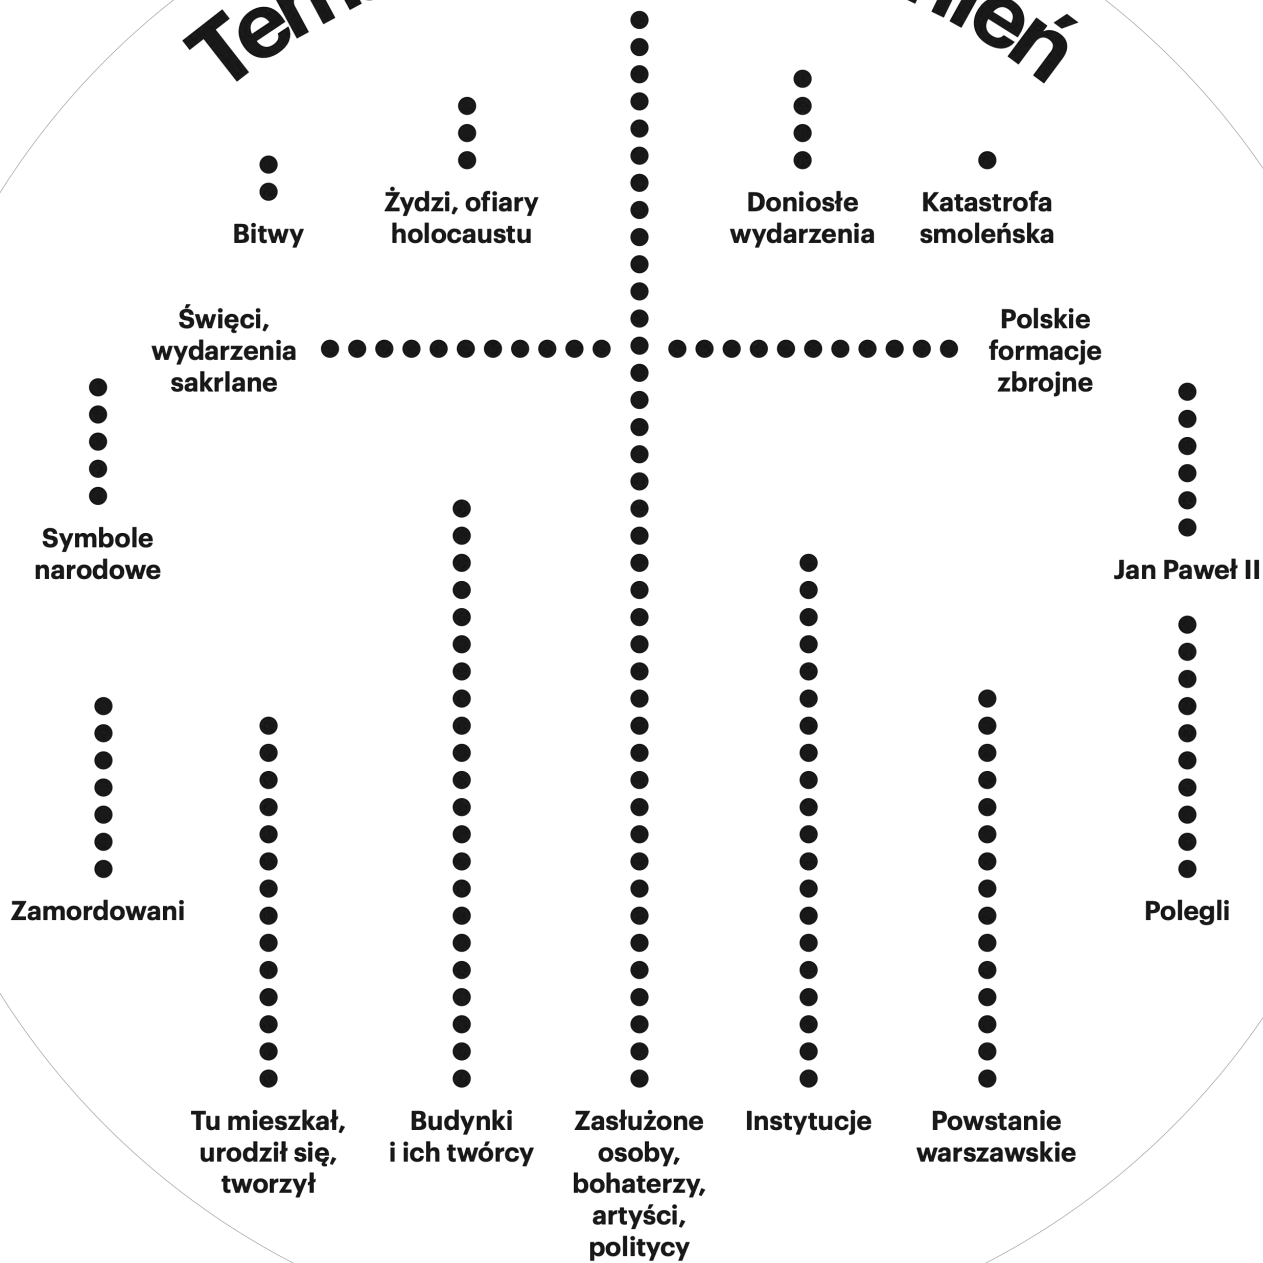 Bitwy
Żydzi, ofiary
holocaustu
Doniosłe
wydarzenia
Katastrofa
smoleńska
Święci,
wydarzenia
sakrlane
Polskie
formacje
zbrojne
Symbole
narodowe
Jan Paweł II
Zamordowani
Polegli
Tu mieszkał,
urodził się,
tworzył
Budynki
i ich twórcy
Zasłużone
osoby,
bohaterzy,
artyści,
politycy
Instytucje
Powstanie
warszawskie